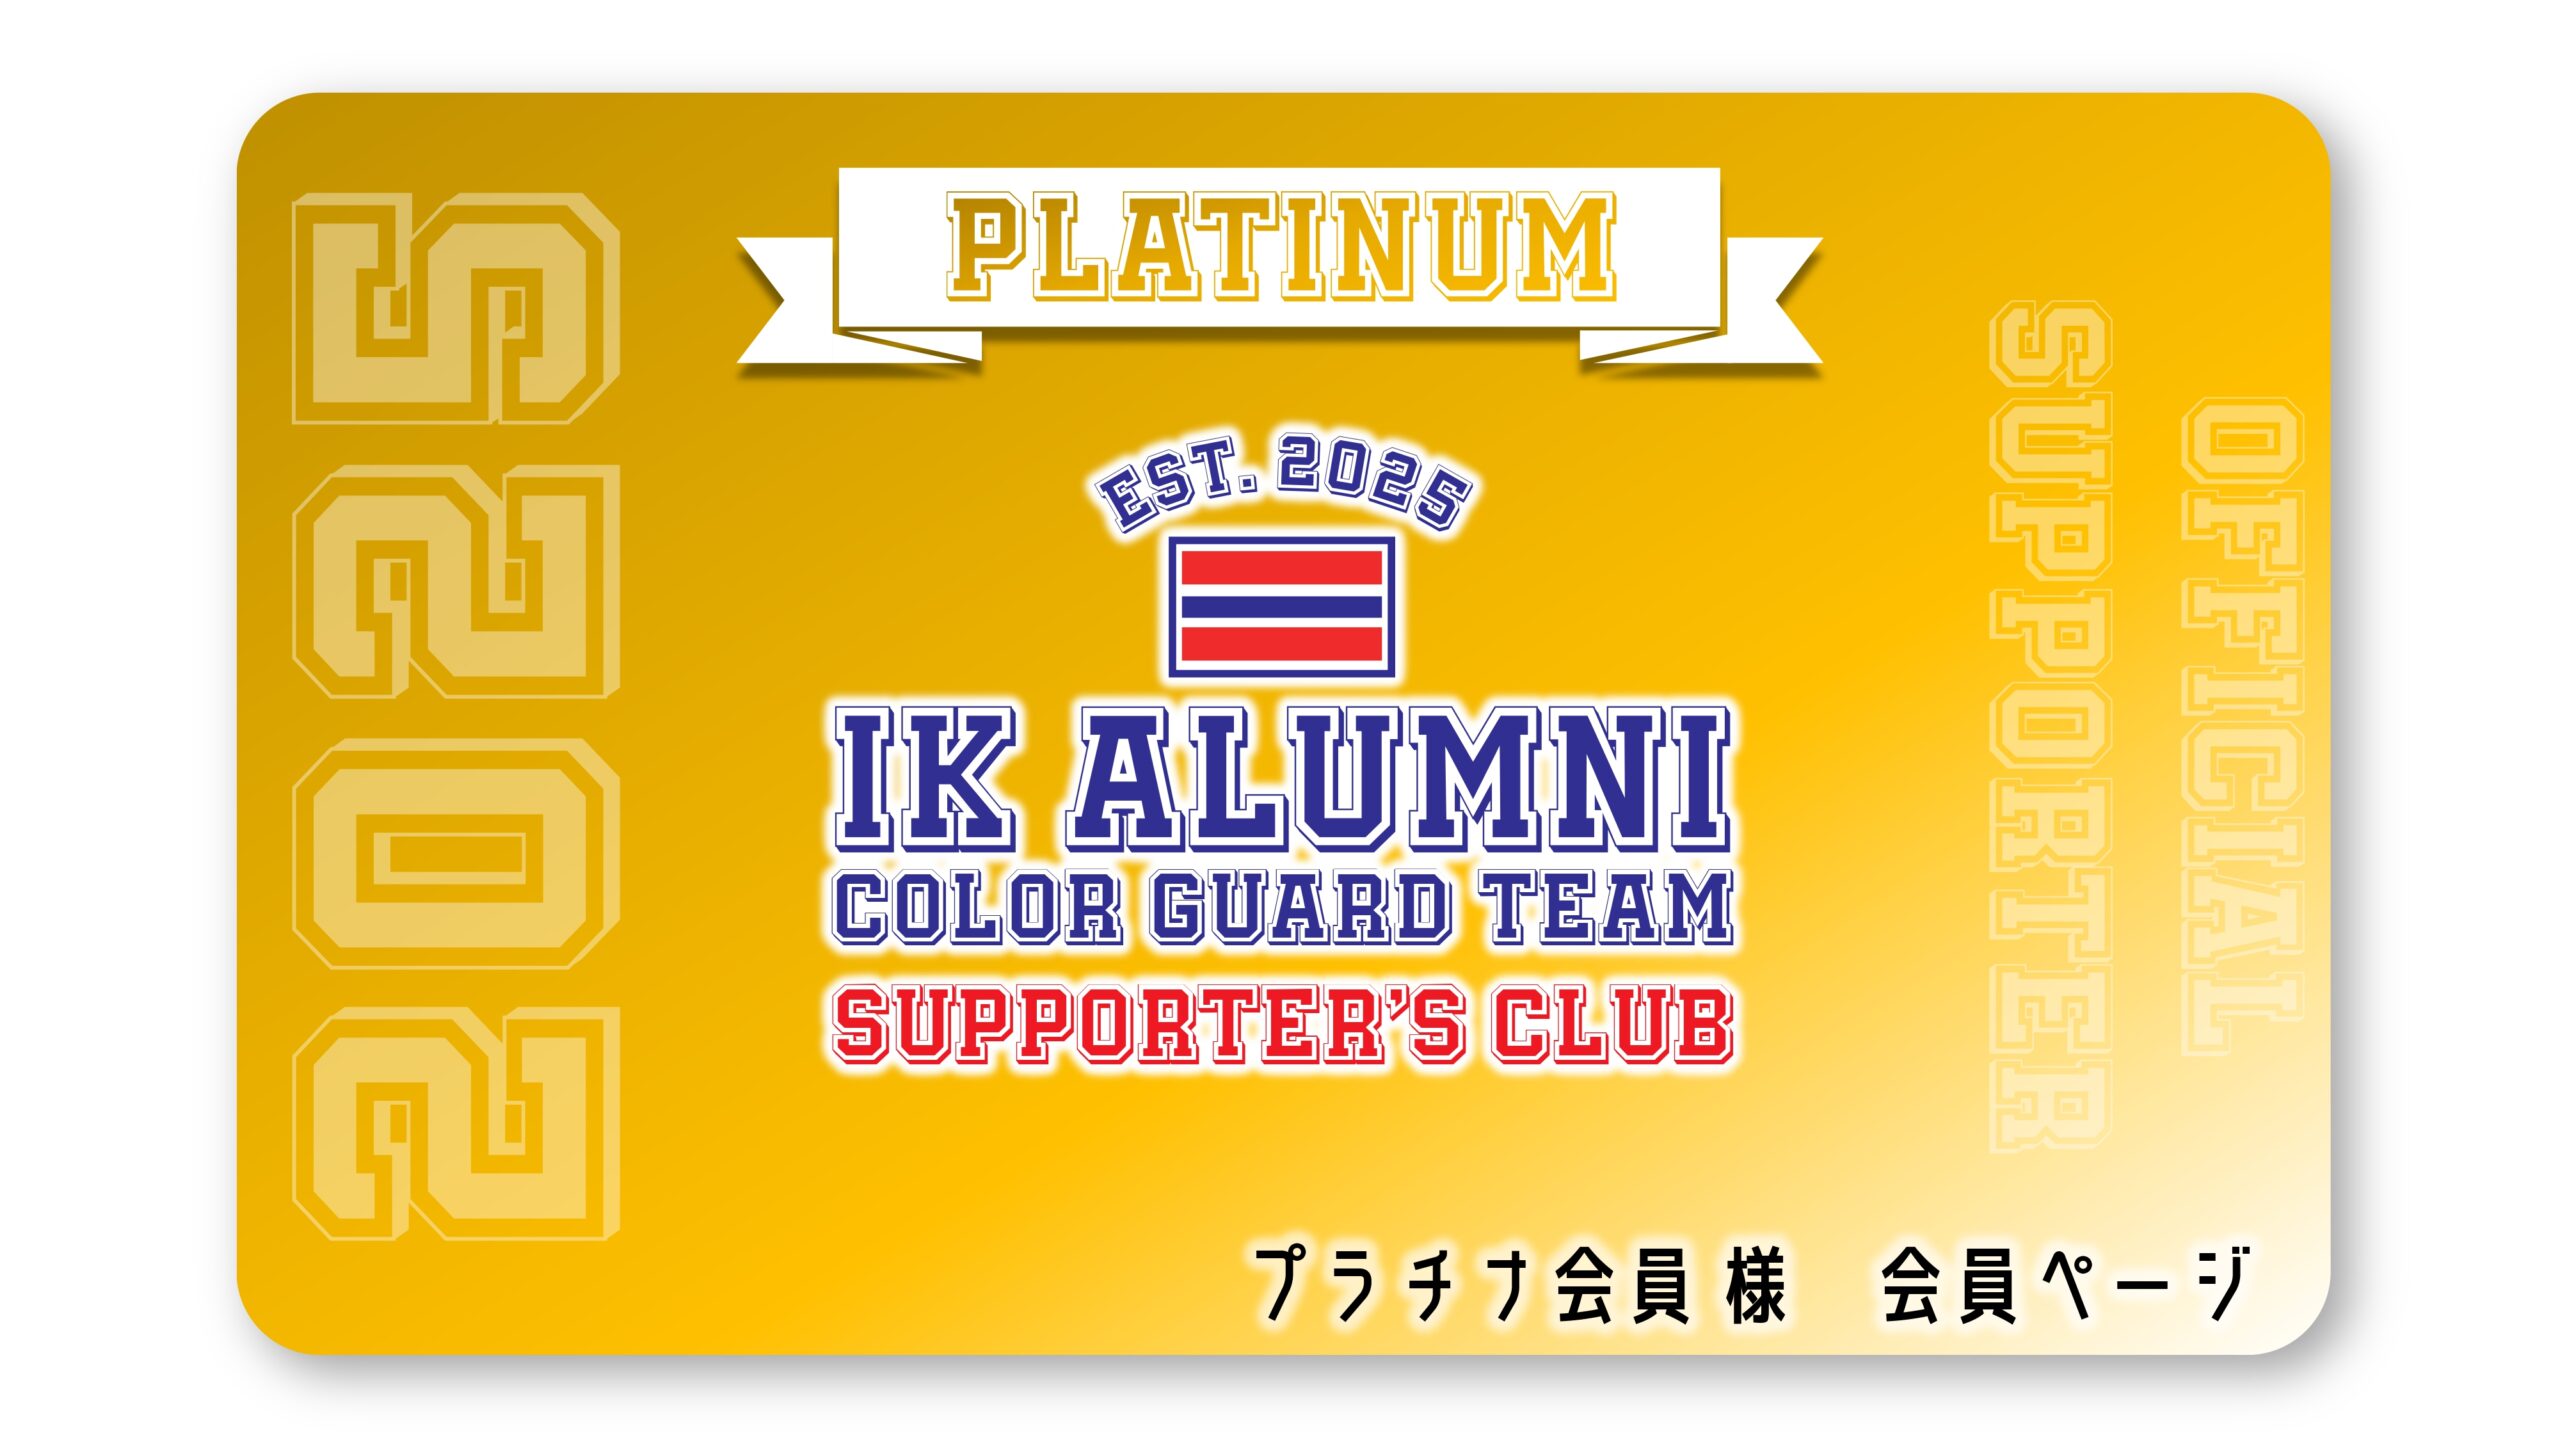 PLATINUM
2025
EST. 2025
IK ALUMNI
COLOR GUARD TEAM
SUPPORTER'S CLUB
OFFICIAL
SUPPORTER
プラチナ会員様　会員ページ